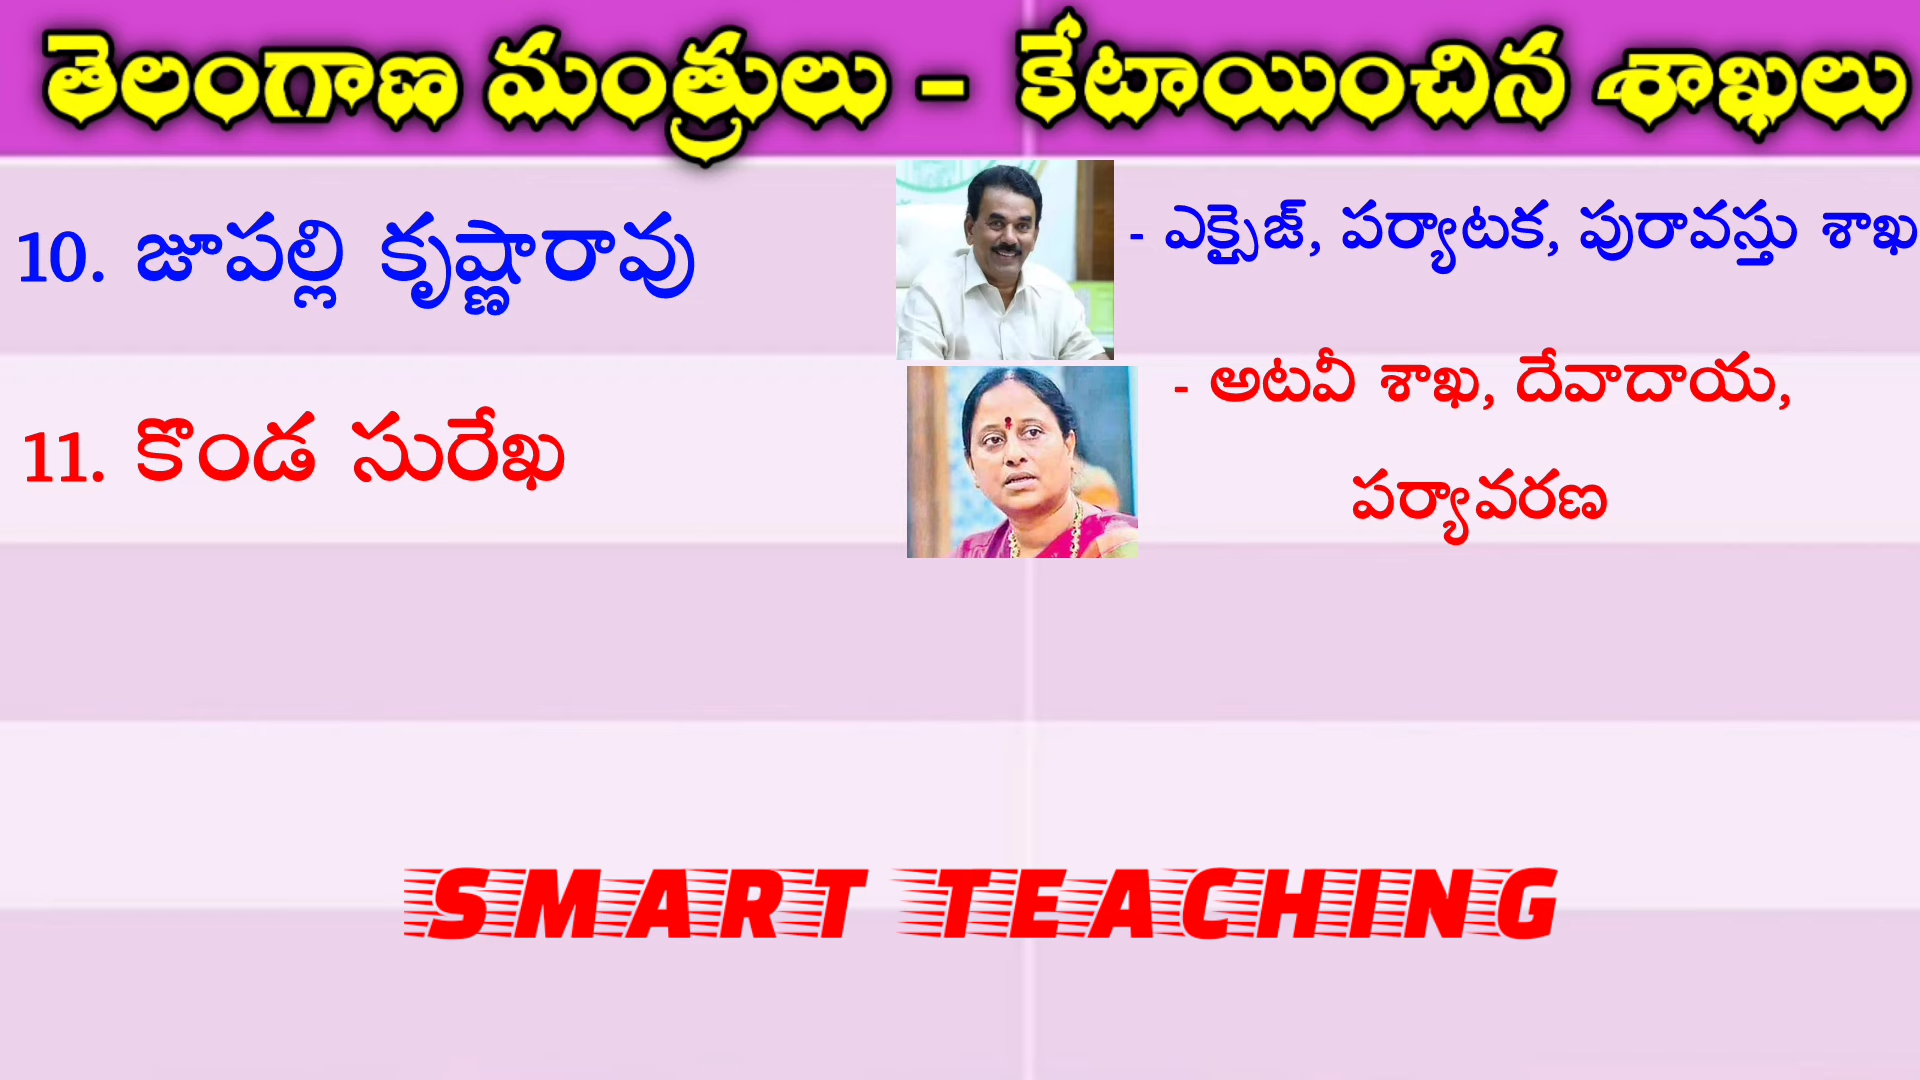 తెలంగాణ మంత్రులు - కేటాయించిన శాఖలు
10. జూపల్లి కృష్ణారావు - ఎక్సైజ్, పర్యాటక, పురావస్తు శాఖ
11. కొండ సురేఖ - అటవీ శాఖ, దేవాదాయ,
పర్యావరణ
SMART TEACHING